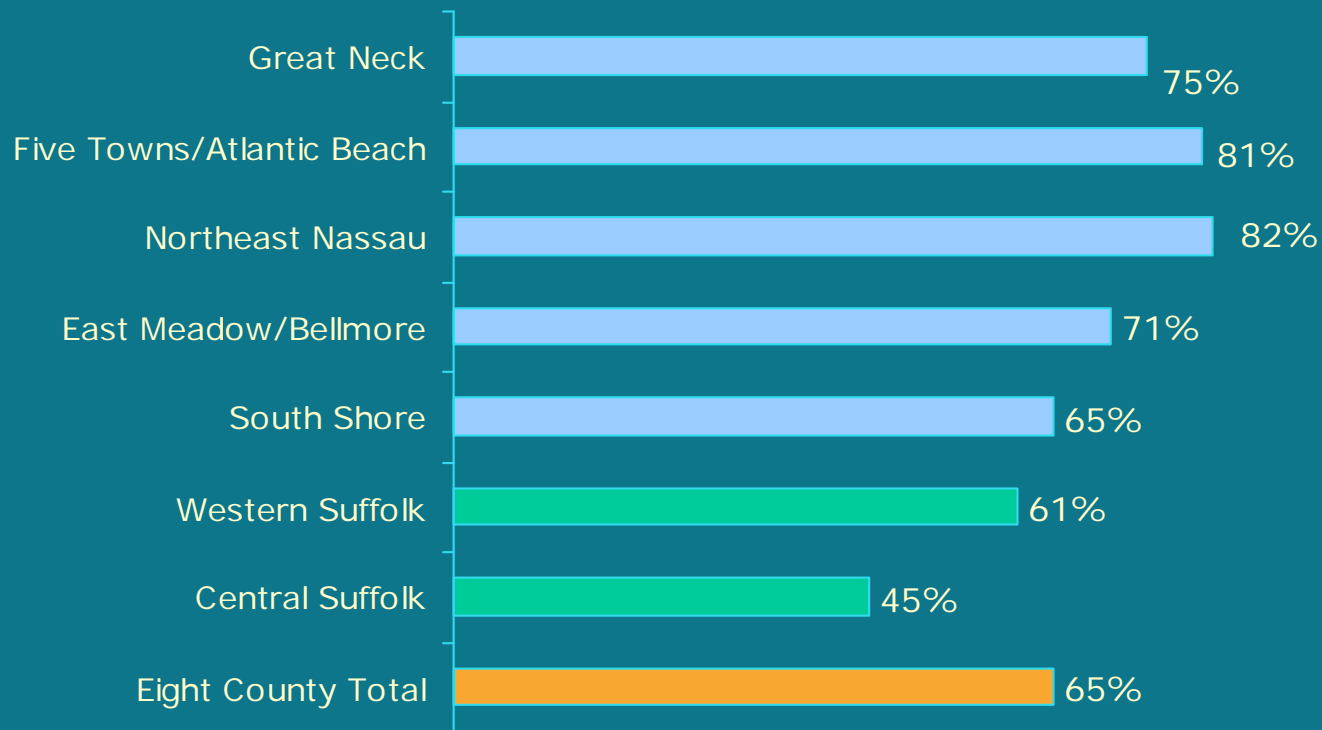 Great Neck 75%
Five Towns/Atlantic Beach 81%
Northeast Nassau 82%
East Meadow/Bellmore 71%
South Shore 65%
Western Suffolk 61%
Central Suffolk 45%
Eight County Total 65%